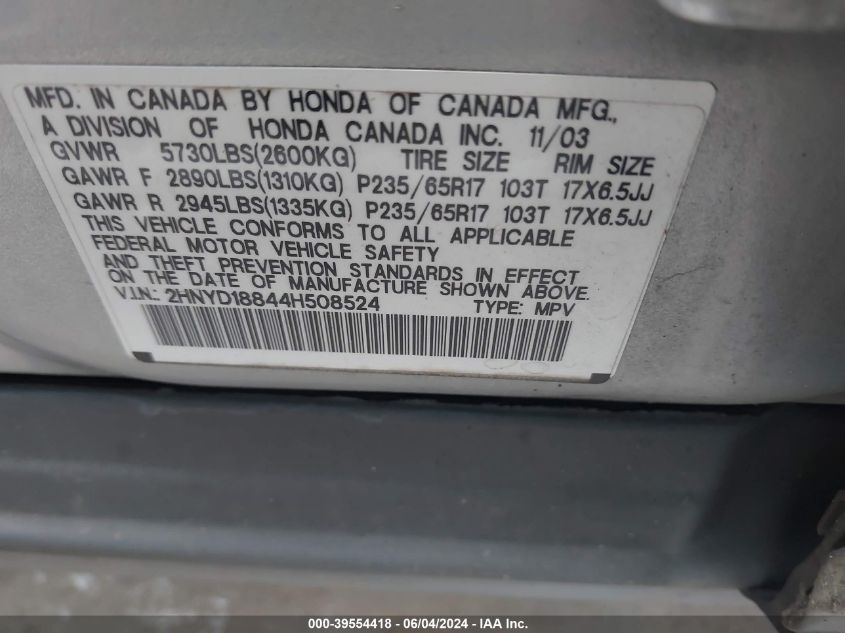 MFD. IN CANADA BY HONDA OF CANADA MFG.,
A DIVISION OF HONDA CANADA INC. 11/03
GVWR 5730LBS(2600KG) TIRE SIZE RIM SIZE
GAWR F 2890LBS(1310KG) P235/65R17 103T 17X6.5JJ
GAWR R 2945LBS(1335KG) P235/65R17 103T 17X6.5JJ
THIS VEHICLE CONFORMS TO ALL APPLICABLE
FEDERAL MOTOR VEHICLE SAFETY
AND THEFT PREVENTION STANDARDS IN EFFECT
ON THE DATE OF MANUFACTURE SHOWN ABOVE.
V.I.N.: 2HNYD18844H508524 TYPE: MPV
000-39554418 - 06/04/2024 - IAA Inc.